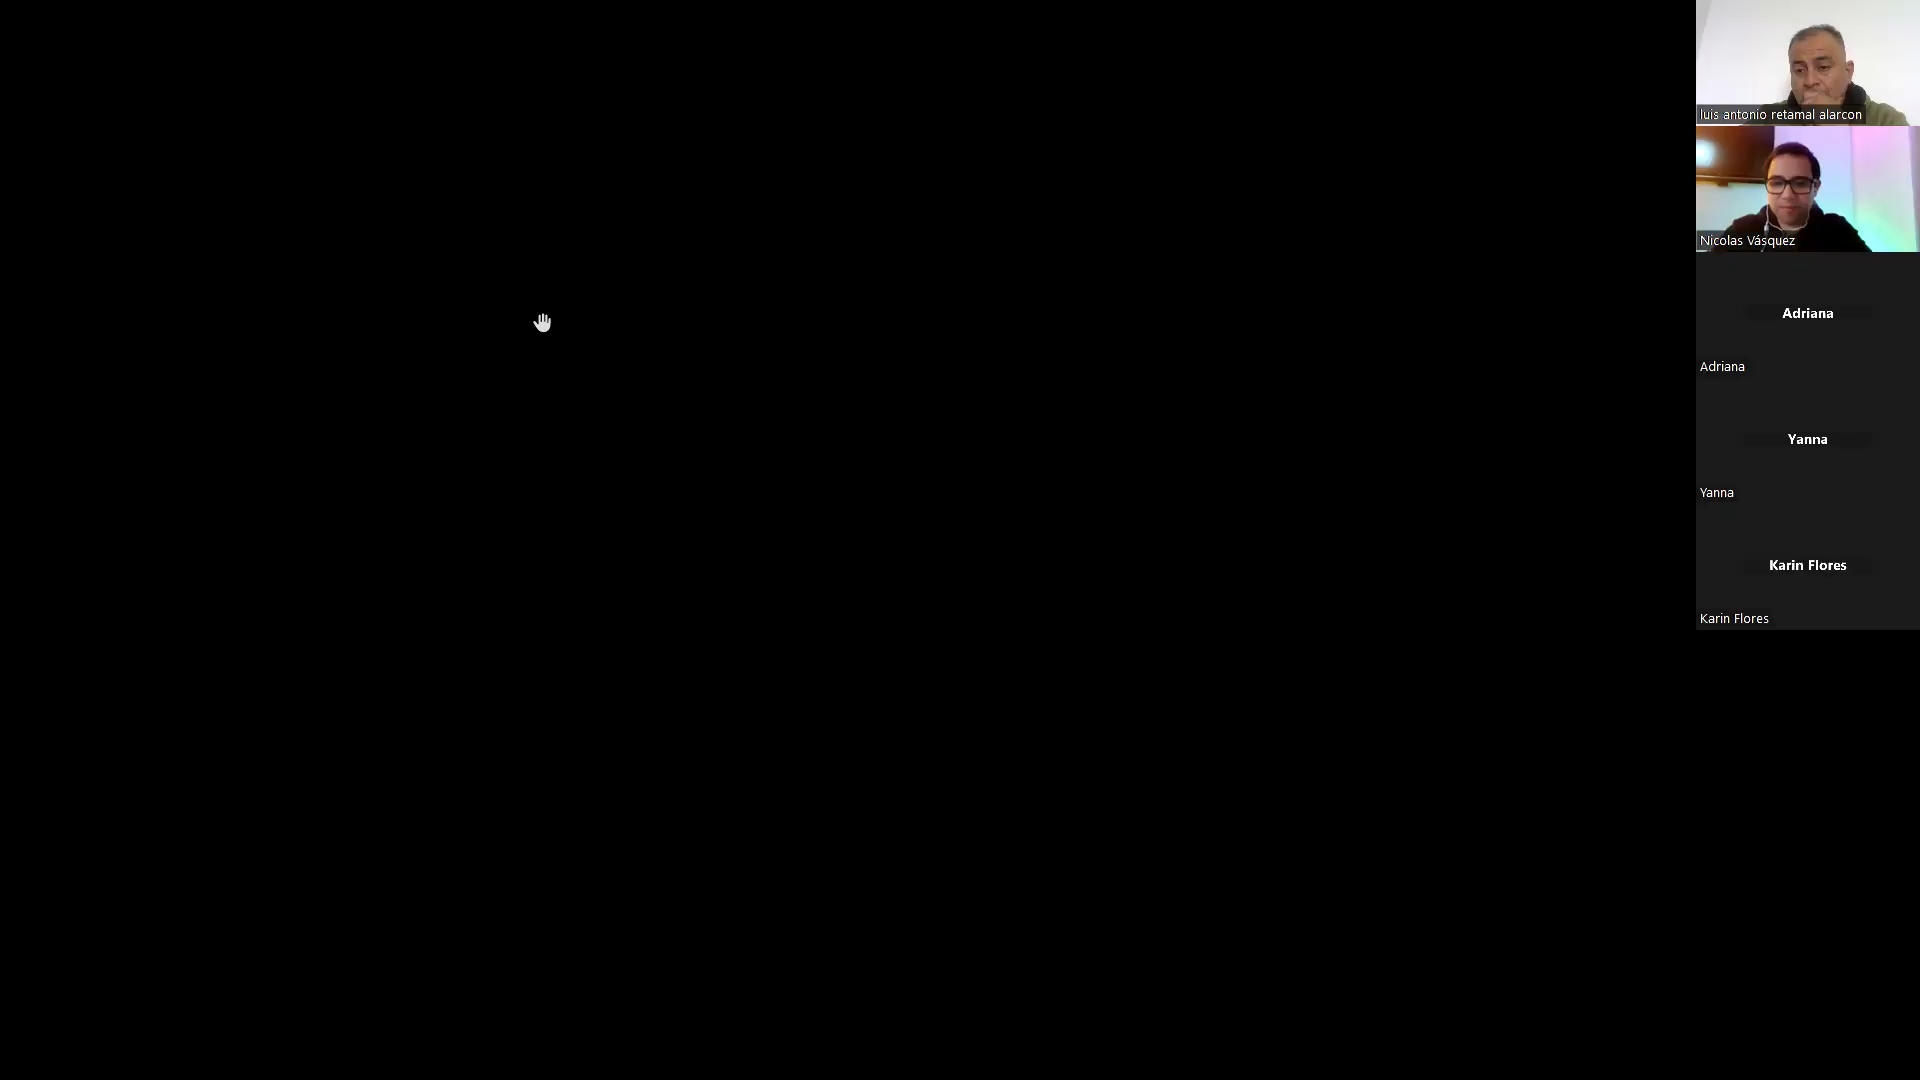 luis antonio retamal alarcon
Nicolas Vásquez
Adriana
Adriana
Yanna
Yanna
Karin Flores
Karin Flores